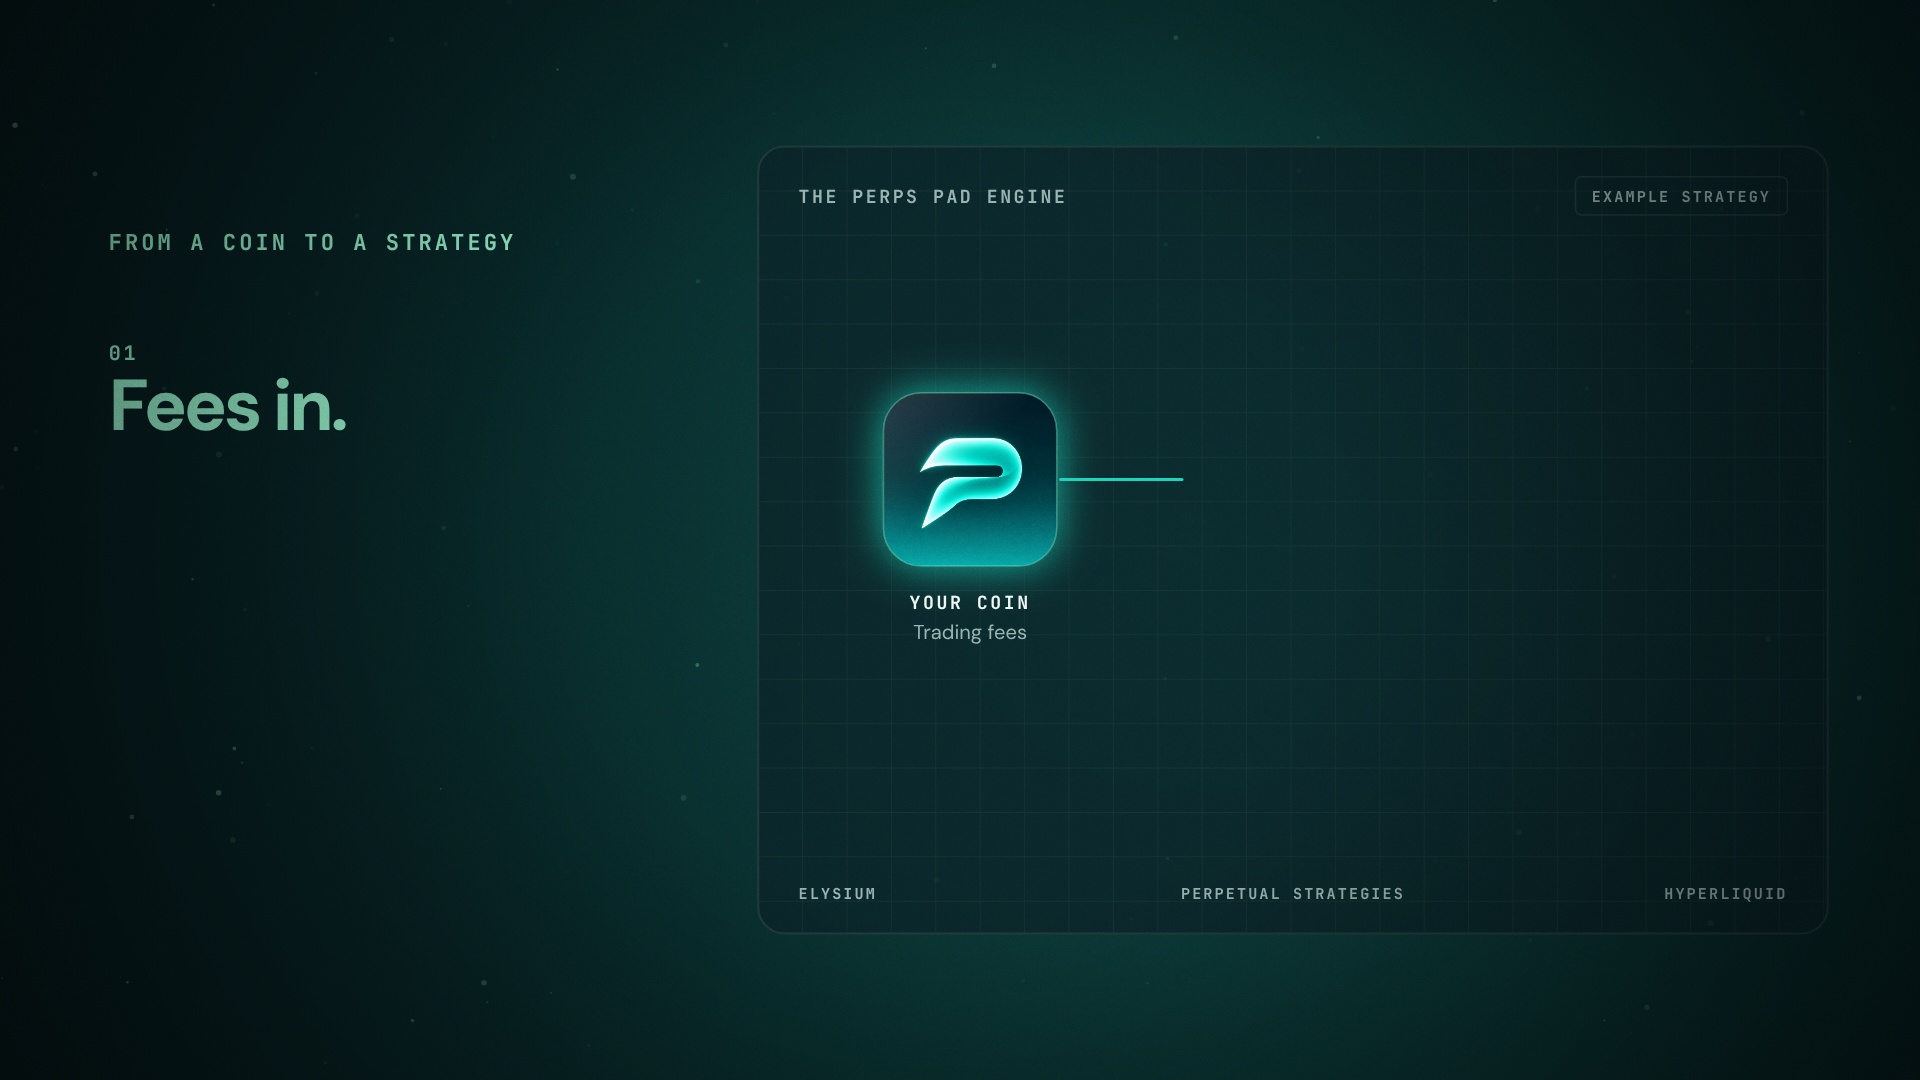 FROM A COIN TO A STRATEGY
01
Fees in.
THE PERPS PAD ENGINE
EXAMPLE STRATEGY
YOUR COIN
Trading fees
ELYSIUM
PERPETUAL STRATEGIES
HYPERLIQUID